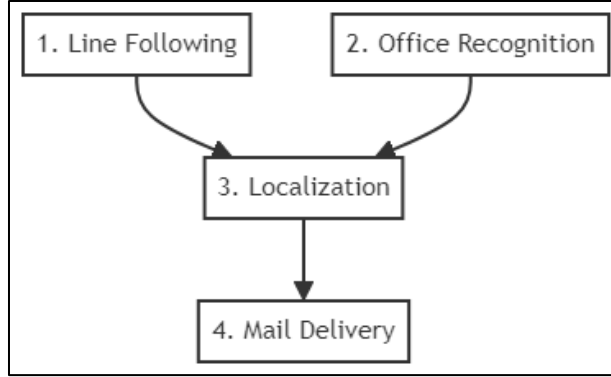 1. Line Following
2. Office Recognition
3. Localization
4. Mail Delivery